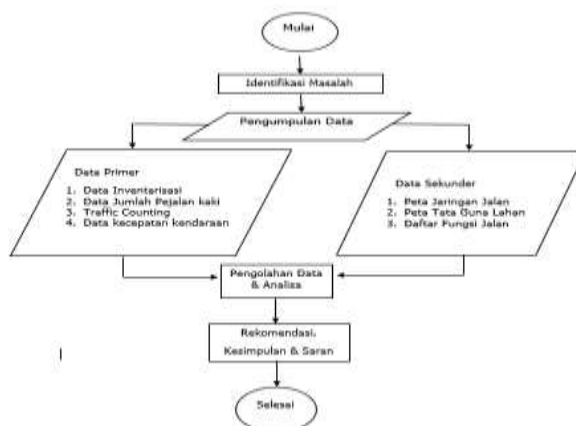 Mulai
Identifikasi Masalah
Pengumpulan Data
Data Primer
1. Data Inventarisasi
2. Data Jumlah Pejalan kaki
3. Traffic Counting
4. Data kecepatan kendaraan
Data Sekunder
1. Peta Jaringan Jalan
2. Peta Tata Guna Lahan
3. Daftar Fungsi Jalan
Pengolahan Data
& Analisa
Rekomendasi,
Kesimpulan & Saran
Selesai